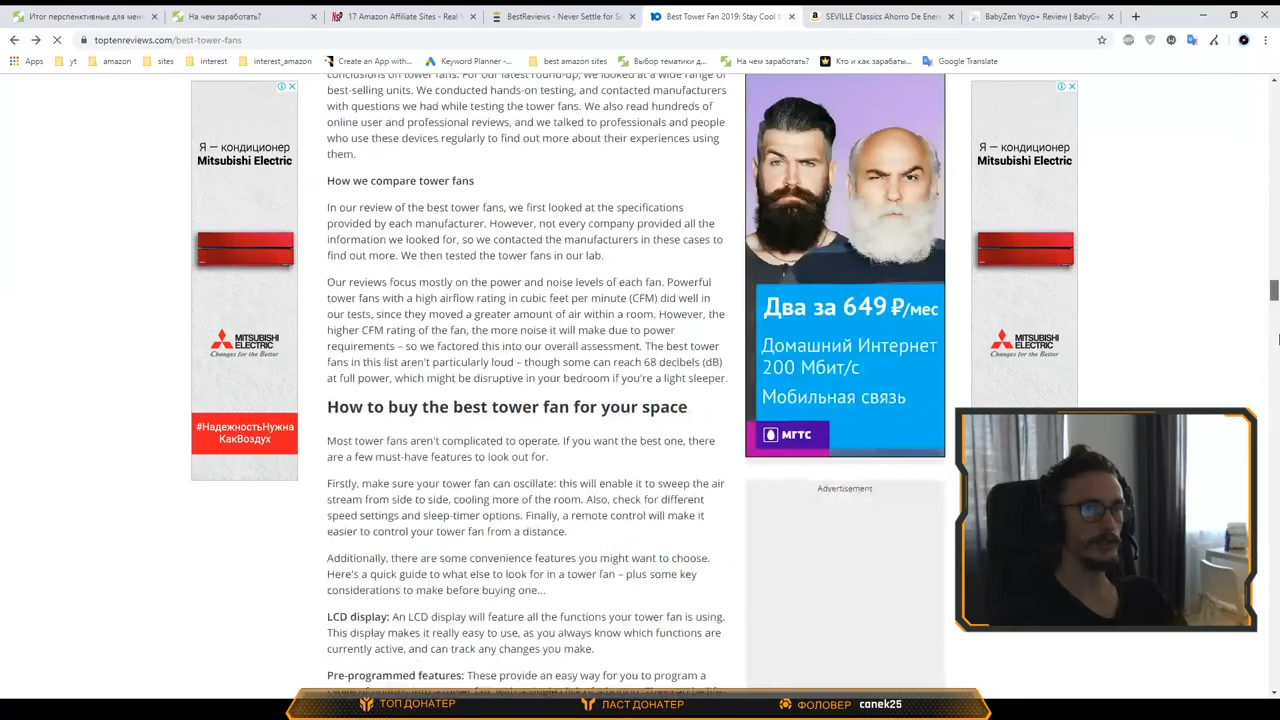 Итог перспективные для мен
На чем заработать?
17 Amazon Affiliate Sites - Real V
BestReviews - Never Settle for Se
Best Tower Fan 2019: Stay Cool t
SEVILLE Classics Ahorro De Ener
BabyZen Yoyo+ Review | BabyGe
toptenreviews.com/best-tower-fans
Apps
yt
amazon
sites
interest
interest_amazon
Create an App with...
Keyword Planner -...
best amazon sites
Выбор тематики д...
На чем заработать?
Кто и как зарабаты...
Google Translate
conclusions on tower fans. For our latest round-up, we looked at a wide range of
best-selling units. We conducted hands-on testing, and contacted manufacturers
with questions we had while testing the tower fans. We also read hundreds of
online user and professional reviews, and we talked to professionals and people
who use these devices regularly to find out more about their experiences using
them.
How we compare tower fans
In our review of the best tower fans, we first looked at the specifications
provided by each manufacturer. However, not every company provided all the
information we looked for, so we contacted the manufacturers in these cases to
find out more. We then tested the tower fans in our lab.
Our reviews focus mostly on the power and noise levels of each fan. Powerful
tower fans with a high airflow rating in cubic feet per minute (CFM) did well in
our tests, since they moved a greater amount of air within a room. However, the
higher CFM rating of the fan, the more noise it will make due to power
requirements – so we factored this into our overall assessment. The best tower
fans in this list aren't particularly loud – though some can reach 68 decibels (dB)
at full power, which might be disruptive in your bedroom if you're a light sleeper.
How to buy the best tower fan for your space
Most tower fans aren't complicated to operate. If you want the best one, there
are a few must-have features to look out for.
Firstly, make sure your tower fan can oscillate: this will enable it to sweep the air
stream from side to side, cooling more of the room. Also, check for different
speed settings and sleep-timer options. Finally, a remote control will make it
easier to control your tower fan from a distance.
Additionally, there are some convenience features you might want to choose.
Here's a quick guide to what else to look for in a tower fan – plus some key
considerations to make before buying one...
LCD display: An LCD display will feature all the functions your tower fan is using.
This display makes it really easy to use, as you always know which functions are
currently active, and can track any changes you make.
Pre-programmed features: These provide an easy way for you to program a
Я – кондиционер
Mitsubishi Electric
MITSUBISHI
ELECTRIC
Changes for the Better
#НадежностьНужна
КакВоздух
Два за 649 ₽/мес
Домашний Интернет
200 Мбит/с
Мобильная связь
МГТС
Advertisement
Я – кондиционер
Mitsubishi Electric
MITSUBISHI
ELECTRIC
Changes for the Better
ТОП ДОНАТЕР
ЛАСТ ДОНАТЕР
ФОЛОВЕР canek25